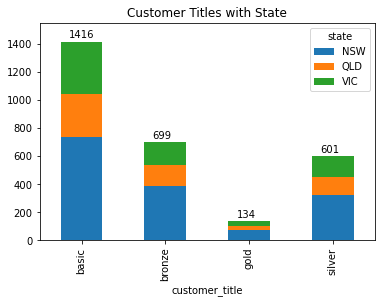 Customer Titles with State
1416
699
134
601
state
NSW
QLD
VIC
1400
1200
1000
800
600
400
200
0
basic
bronze
gold
silver
customer_title